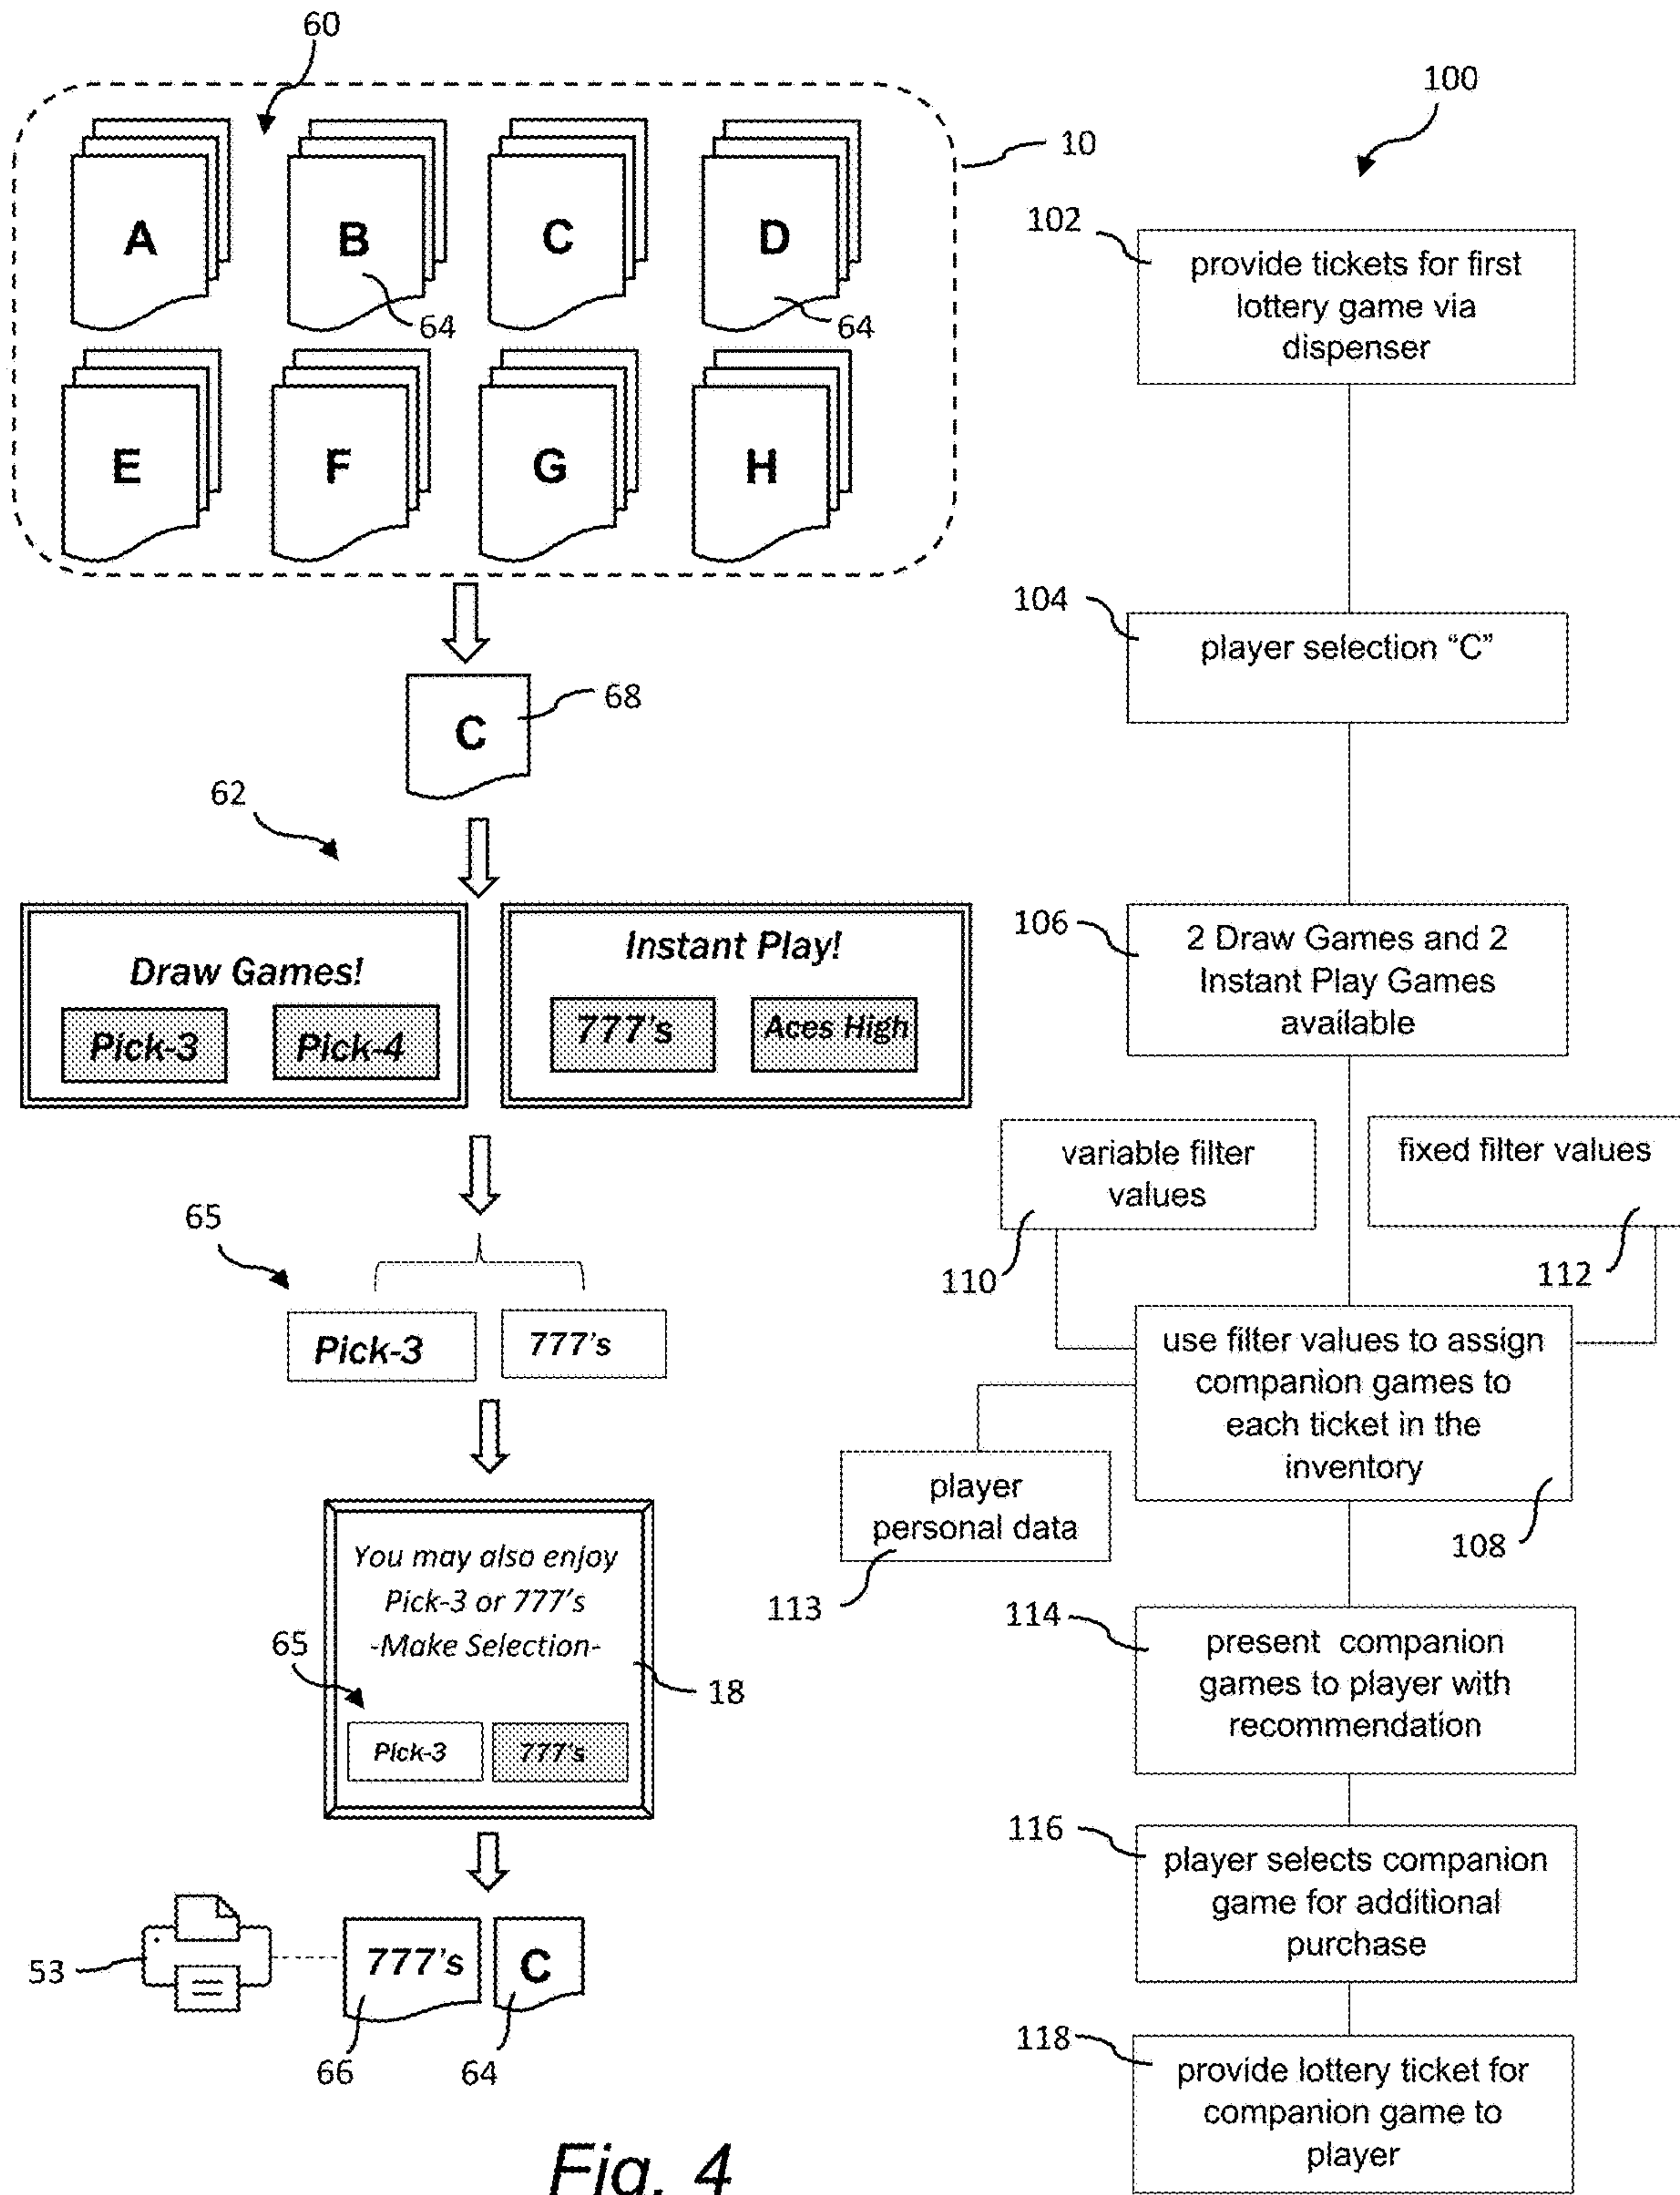 60
10
A
B
C
D
64
64
E
F
G
H
C
68
62
Draw Games!
Pick-3
Pick-4
Instant Play!
777's
Aces High
65
Pick-3
777's
You may also enjoy
Pick-3 or 777's
-Make Selection-
65
18
Pick-3
777's
53
777's
C
66
64
100
102
provide tickets for first
lottery game via
dispenser
104
player selection “C”
106
2 Draw Games and 2
Instant Play Games
available
variable filter
values
110
fixed filter values
112
use filter values to assign
companion games to
each ticket in the
inventory
108
player
personal data
113
114
present companion
games to player with
recommendation
116
player selects companion
game for additional
purchase
118
provide lottery ticket for
companion game to
player
Fig. 4